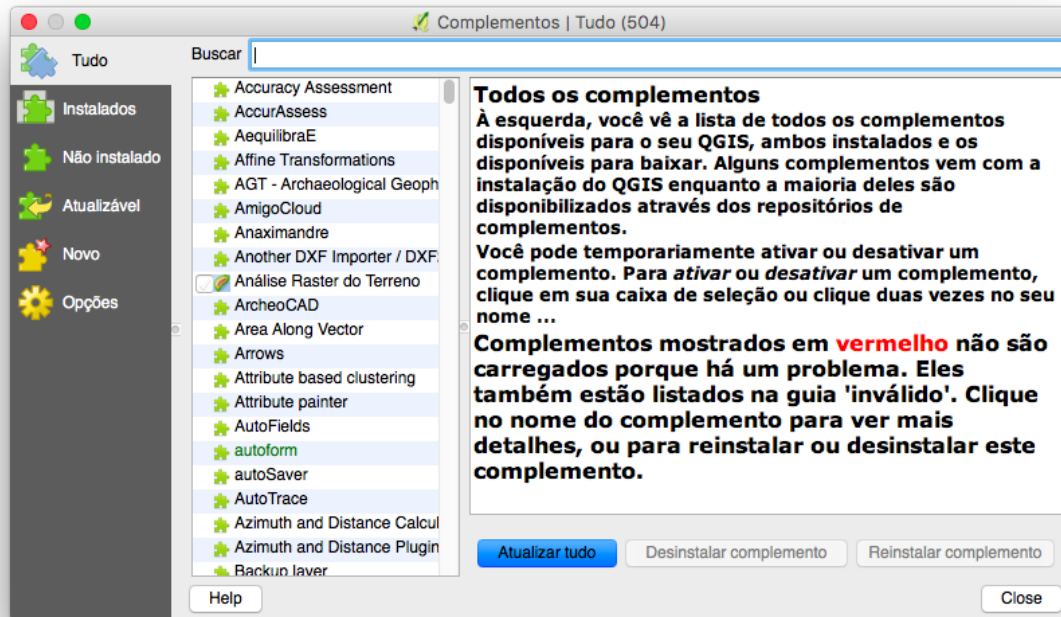 Complementos | Tudo (504)
Tudo
Instalados
Não instalado
Atualizável
Novo
Opções
Buscar
Accuracy Assessment
AccurAssess
AequilibraE
Affine Transformations
AGT - Archaeological Geoph
AmigoCloud
Anaximandre
Another DXF Importer / DXF
Análise Raster do Terreno
ArcheoCAD
Area Along Vector
Arrows
Attribute based clustering
Attribute painter
AutoFields
autoform
autoSaver
AutoTrace
Azimuth and Distance Calcul
Azimuth and Distance Plugin
Backup layer
Todos os complementos
À esquerda, você vê a lista de todos os complementos
disponíveis para o seu QGIS, ambos instalados e os
disponíveis para baixar. Alguns complementos vem com a
instalação do QGIS enquanto a maioria deles são
disponibilizados através dos repositórios de
complementos.
Você pode temporariamente ativar ou desativar um
complemento. Para ativar ou desativar um complemento,
clique em sua caixa de seleção ou clique duas vezes no seu
nome ...
Complementos mostrados em vermelho não são
carregados porque há um problema. Eles
também estão listados na guia 'inválido'. Clique
no nome do complemento para ver mais
detalhes, ou para reinstalar ou desinstalar este
complemento.
Atualizar tudo
Desinstalar complemento
Reinstalar complemento
Help
Close